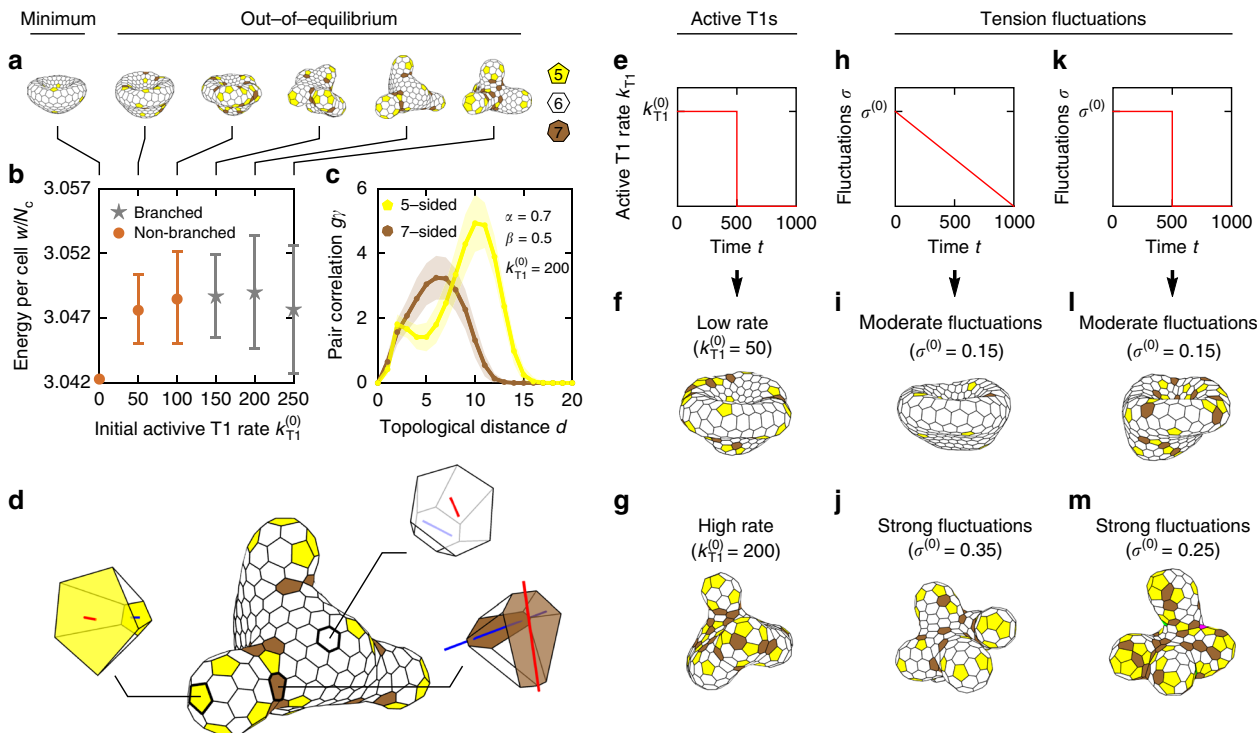 Minimum
Out–of–equilibrium
Active T1s
Tension fluctuations
a
5
6
7
b
3.057
3.052
3.047
3.042
Energy per cell w/Nc
Branched
Non-branched
0 50 100 150 200 250
Initial activive T1 rate k_T1^(0)
c
6
4
2
0
Pair correlation gγ
5–sided
7–sided
α = 0.7
β = 0.5
k_T1^(0) = 200
0 5 10 15 20
Topological distance d
d
e
Active T1 rate k_T1
k_T1^(0)
0 500 1000
Time t
f
Low rate
(k_T1^(0) = 50)
g
High rate
(k_T1^(0) = 200)
h
Fluctuations σ
σ^(0)
0 500 1000
Time t
i
Moderate fluctuations
(σ^(0) = 0.15)
j
Strong fluctuations
(σ^(0) = 0.35)
k
Fluctuations σ
σ^(0)
0 500 1000
Time t
l
Moderate fluctuations
(σ^(0) = 0.15)
m
Strong fluctuations
(σ^(0) = 0.25)